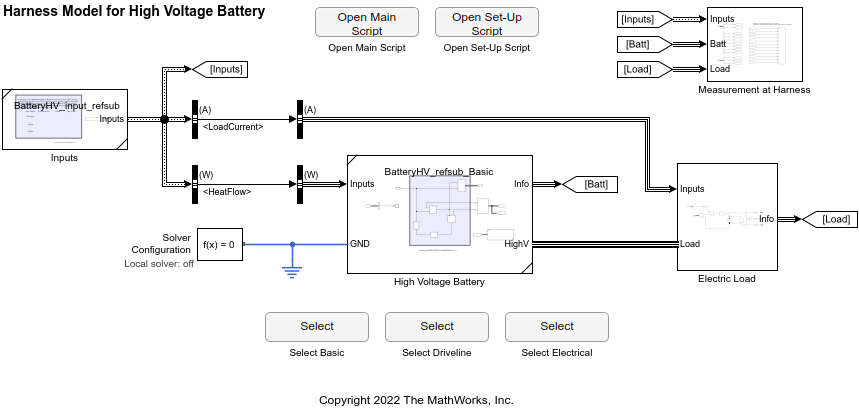 Harness Model for High Voltage Battery
Open Main
Script
Open Main Script
Open Set-Up
Script
Open Set-Up Script
[Inputs]
[Batt]
[Load]
Inputs
Batt
Load
Measurement at Harness
[Inputs]
BatteryHV_input_refsub
Inputs
Inputs
(A)
<LoadCurrent>
(A)
(W)
<HeatFlow>
(W)
BatteryHV_refsub_Basic
Inputs
Info
GND
HighV
High Voltage Battery
[Batt]
Inputs
Info
Load
Electric Load
[Load]
Solver
Configuration
Local solver: off
f(x) = 0
Select
Select Basic
Select
Select Driveline
Select
Select Electrical
Copyright 2022 The MathWorks, Inc.